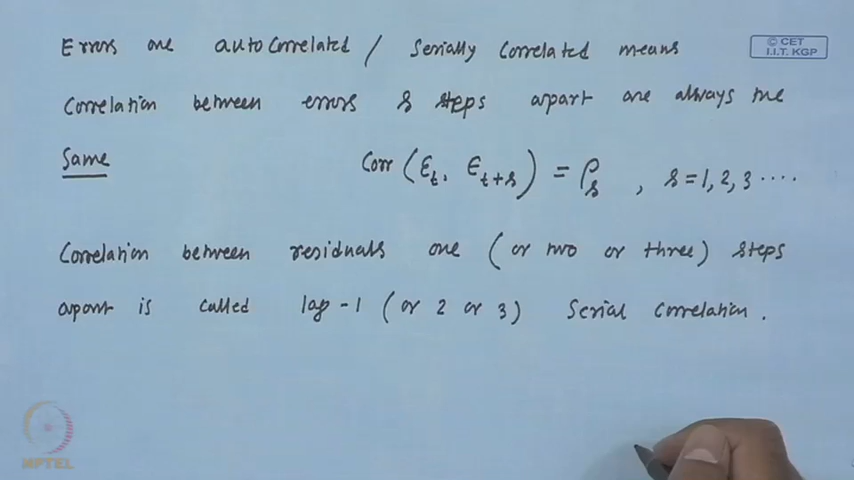 Errors are autocorrelated / serially correlated means
© CET
I.I.T. KGP
Correlation between errors s steps apart are always the
Same Corr (ϵ_t, ϵ_{t+s}) = ρ_s , s = 1, 2, 3 ....
Correlation between residuals one (or two or three) steps
apart is called lag-1 (or 2 or 3) Serial correlation.
NPTEL